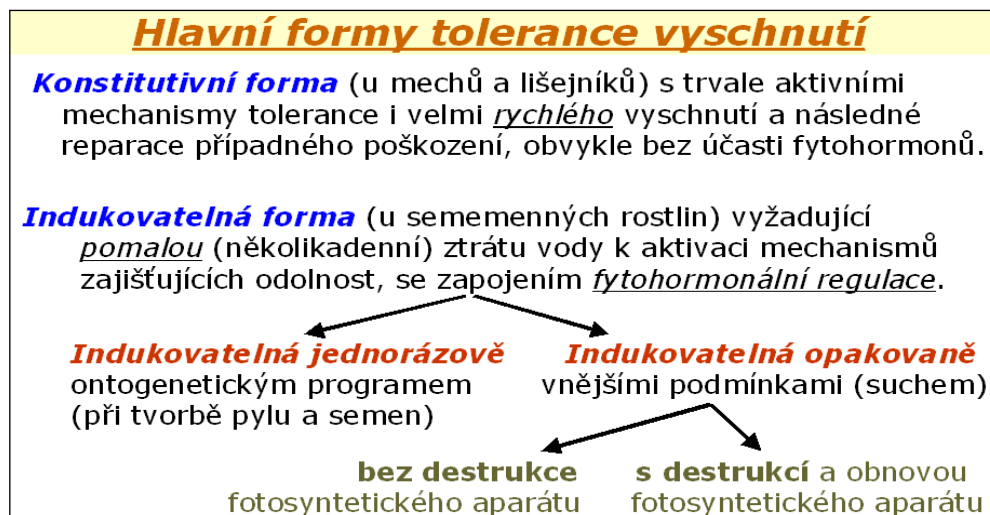 Hlavní formy tolerance vyschnutí
Konstitutivní forma (u mechů a lišejníků) s trvale aktivními
mechanismy tolerance i velmi rychlého vyschnutí a následné
reparace případného poškození, obvykle bez účasti fytohormonů.
Indukovatelná forma (u sememenných rostlin) vyžadující
pomalou (několikadenní) ztrátu vody k aktivaci mechanismů
zajišťujících odolnost, se zapojením fytohormonální regulace.
Indukovatelná jednorázově
ontogenetickým programem
(při tvorbě pylu a semen)
Indukovatelná opakovaně
vnějšími podmínkami (suchem)
bez destrukce
fotosyntetického aparátu
s destrukcí a obnovou
fotosyntetického aparátu